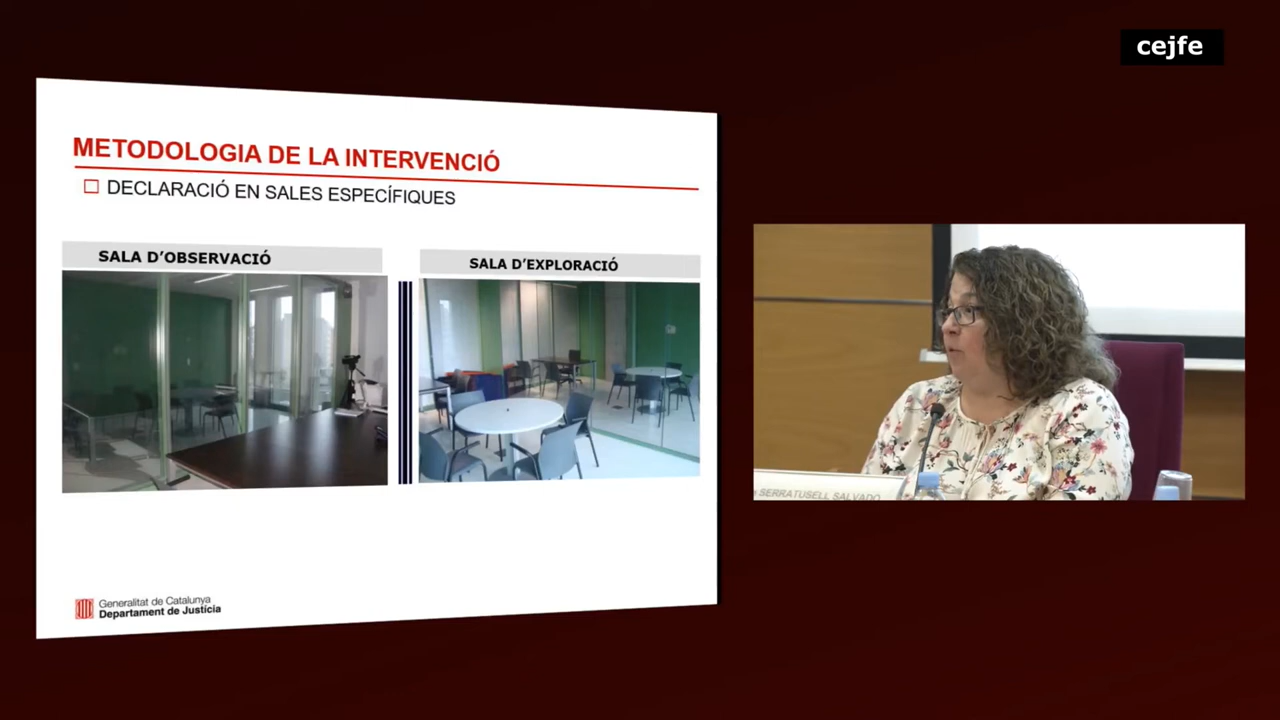 cejfe
METODOLOGIA DE LA INTERVENCIÓ
DECLARACIÓ EN SALES ESPECÍFIQUES
SALA D'OBSERVACIÓ
SALA D'EXPLORACIÓ
SERRATUSELL SALVADO
Generalitat de Catalunya
Departament de Justícia